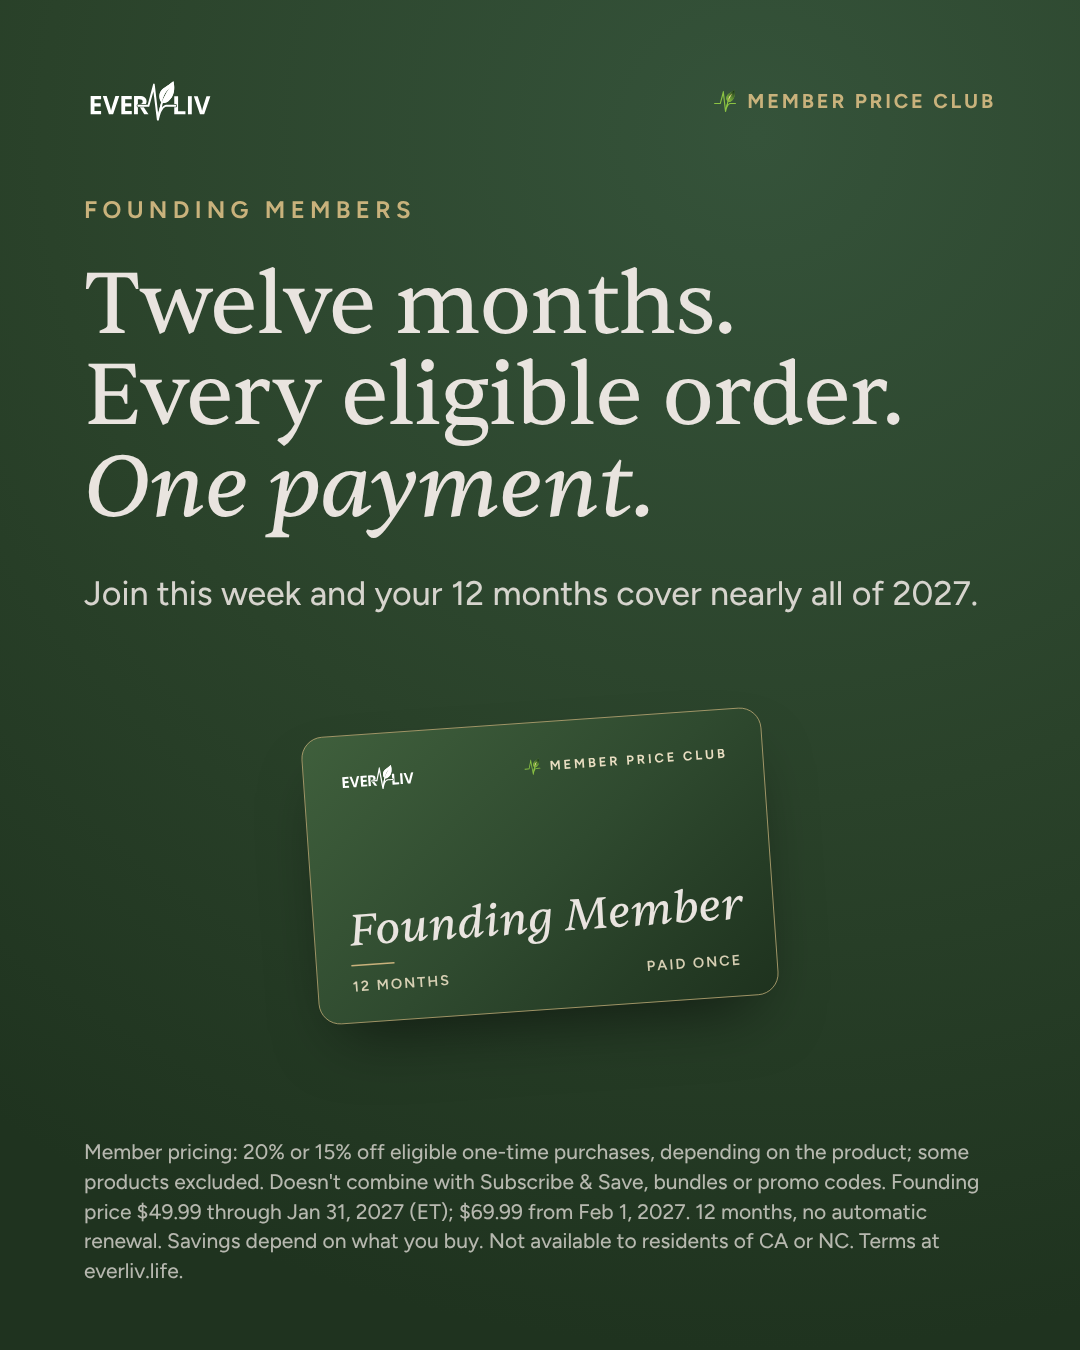 EVERLIV
MEMBER PRICE CLUB
FOUNDING MEMBERS
Twelve months.
Every eligible order.
One payment.
Join this week and your 12 months cover nearly all of 2027.
EVERLIV
MEMBER PRICE CLUB
Founding Member
12 MONTHS
PAID ONCE
Member pricing: 20% or 15% off eligible one-time purchases, depending on the product; some
products excluded. Doesn't combine with Subscribe & Save, bundles or promo codes. Founding
price $49.99 through Jan 31, 2027 (ET); $69.99 from Feb 1, 2027. 12 months, no automatic
renewal. Savings depend on what you buy. Not available to residents of CA or NC. Terms at
everliv.life.